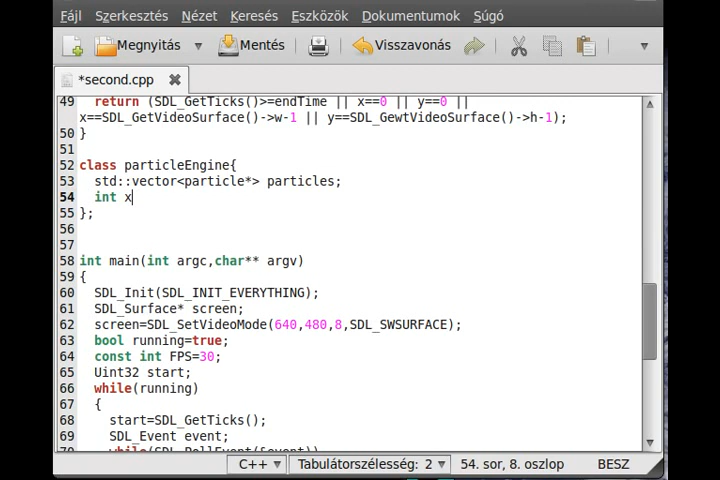 Fájl Szerkesztés Nézet Keresés Eszközök Dokumentumok Súgó
Megnyitás Mentés Visszavonás
*second.cpp
49 return (SDL_GetTicks()>=endTime || x==0 || y==0 ||
x==SDL_GetVideoSurface()->w-1 || y==SDL_GewtVideoSurface()->h-1);
50 }
51
52 class particleEngine{
53 std::vector<particle*> particles;
54 int x
55 };
56
57
58 int main(int argc,char** argv)
59 {
60 SDL_Init(SDL_INIT_EVERYTHING);
61 SDL_Surface* screen;
62 screen=SDL_SetVideoMode(640,480,8,SDL_SWSURFACE);
63 bool running=true;
64 const int FPS=30;
65 Uint32 start;
66 while(running)
67 {
68 start=SDL_GetTicks();
69 SDL_Event event;
70 while(SDL_PollEvent(&event))
C++ Tabulátorszélesség: 2 54. sor, 8. oszlop BESZ